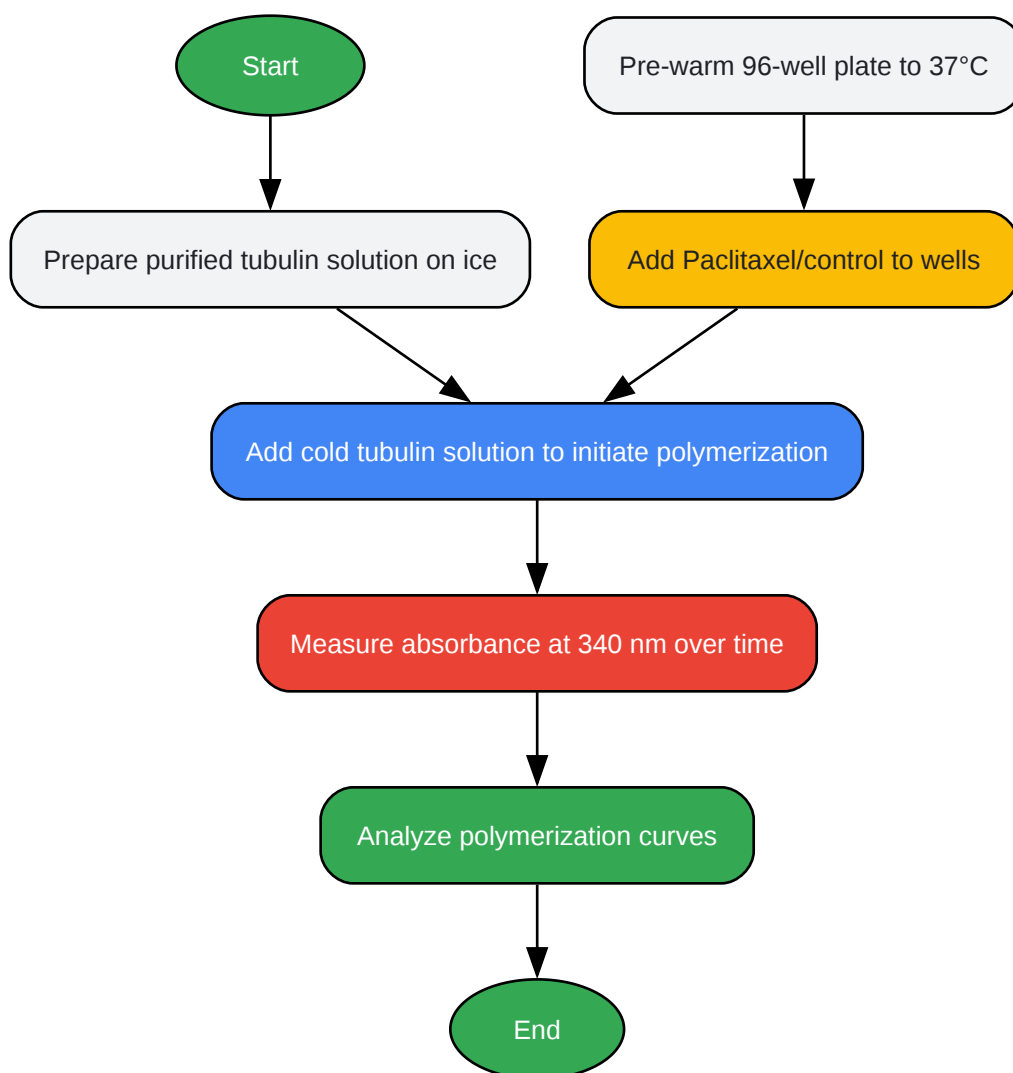 Start
Pre-warm 96-well plate to 37°C
Prepare purified tubulin solution on ice
Add Paclitaxel/control to wells
Add cold tubulin solution to initiate polymerization
Measure absorbance at 340 nm over time
Analyze polymerization curves
End